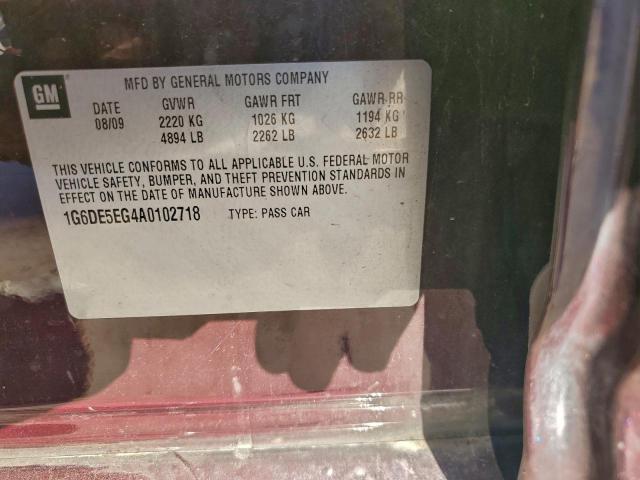 GM
MFD BY GENERAL MOTORS COMPANY
DATE GVWR GAWR FRT GAWR RR
08/09 2220 KG 1026 KG 1194 KG
4894 LB 2262 LB 2632 LB
THIS VEHICLE CONFORMS TO ALL APPLICABLE U.S. FEDERAL MOTOR
VEHICLE SAFETY, BUMPER, AND THEFT PREVENTION STANDARDS IN
EFFECT ON THE DATE OF MANUFACTURE SHOWN ABOVE.
1G6DE5EG4A0102718 TYPE: PASS CAR